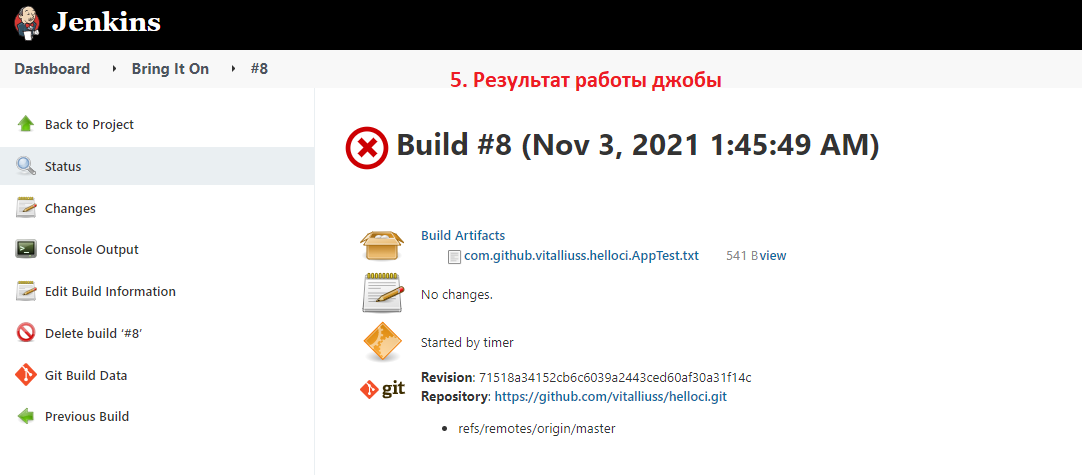 Jenkins
Dashboard Bring It On #8
5. Результат работы джобы
Back to Project
Status
Changes
Console Output
Edit Build Information
Delete build ‘#8’
Git Build Data
Previous Build
Build #8 (Nov 3, 2021 1:45:49 AM)
Build Artifacts
com.github.vitalliuss.helloci.AppTest.txt 541 B view
No changes.
Started by timer
git
Revision: 71518a34152cb6c6039a2443ced60af30a31f14c
Repository: https://github.com/vitalliuss/helloci.git
• refs/remotes/origin/master